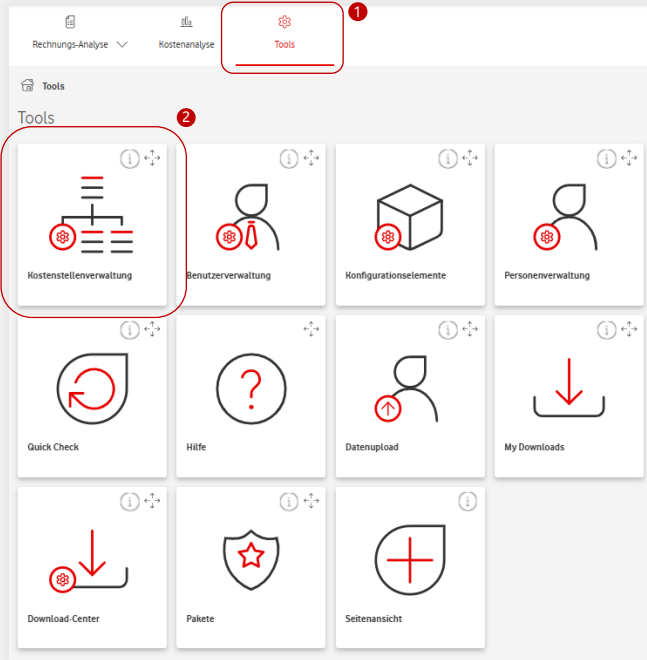 1
Rechnungs-Analyse
Kostenanalyse
Tools
Tools
Tools
2
Kostenstellenverwaltung
Benutzerverwaltung
Konfigurationselemente
Personenverwaltung
Quick Check
Hilfe
Datenupload
My Downloads
Download-Center
Pakete
Seitenansicht